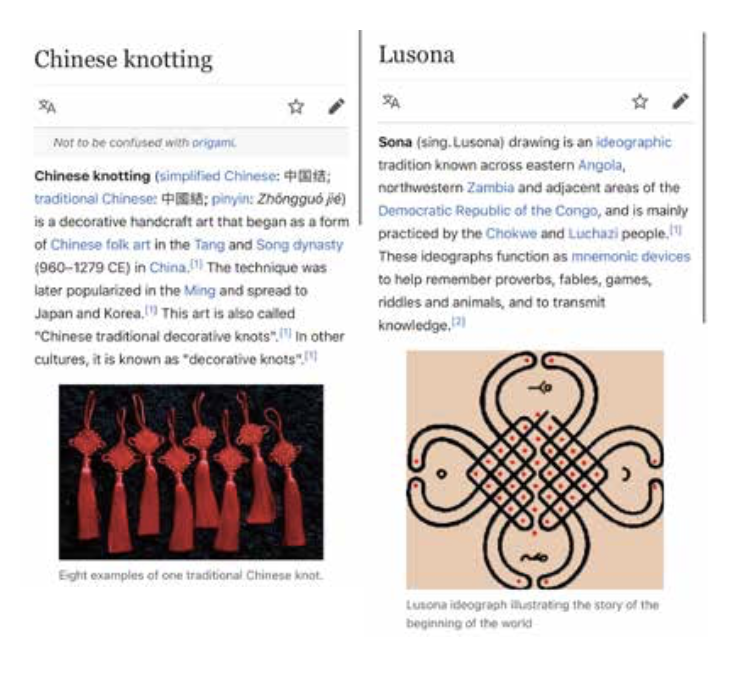 Chinese knotting
Not to be confused with origami.
Chinese knotting (simplified Chinese: 中国结;
traditional Chinese: 中國結; pinyin: Zhōngguó jié)
is a decorative handcraft art that began as a form
of Chinese folk art in the Tang and Song dynasty
(960–1279 CE) in China.[1] The technique was
later popularized in the Ming and spread to
Japan and Korea.[1] This art is also called
"Chinese traditional decorative knots".[1] In other
cultures, it is known as "decorative knots".[1]
Eight examples of one traditional Chinese knot.
Lusona
Sona (sing. Lusona) drawing is an ideographic
tradition known across eastern Angola,
northwestern Zambia and adjacent areas of the
Democratic Republic of the Congo, and is mainly
practiced by the Chokwe and Luchazi people.[1]
These ideographs function as mnemonic devices
to help remember proverbs, fables, games,
riddles and animals, and to transmit
knowledge.[2]
Lusona ideograph illustrating the story of the
beginning of the world